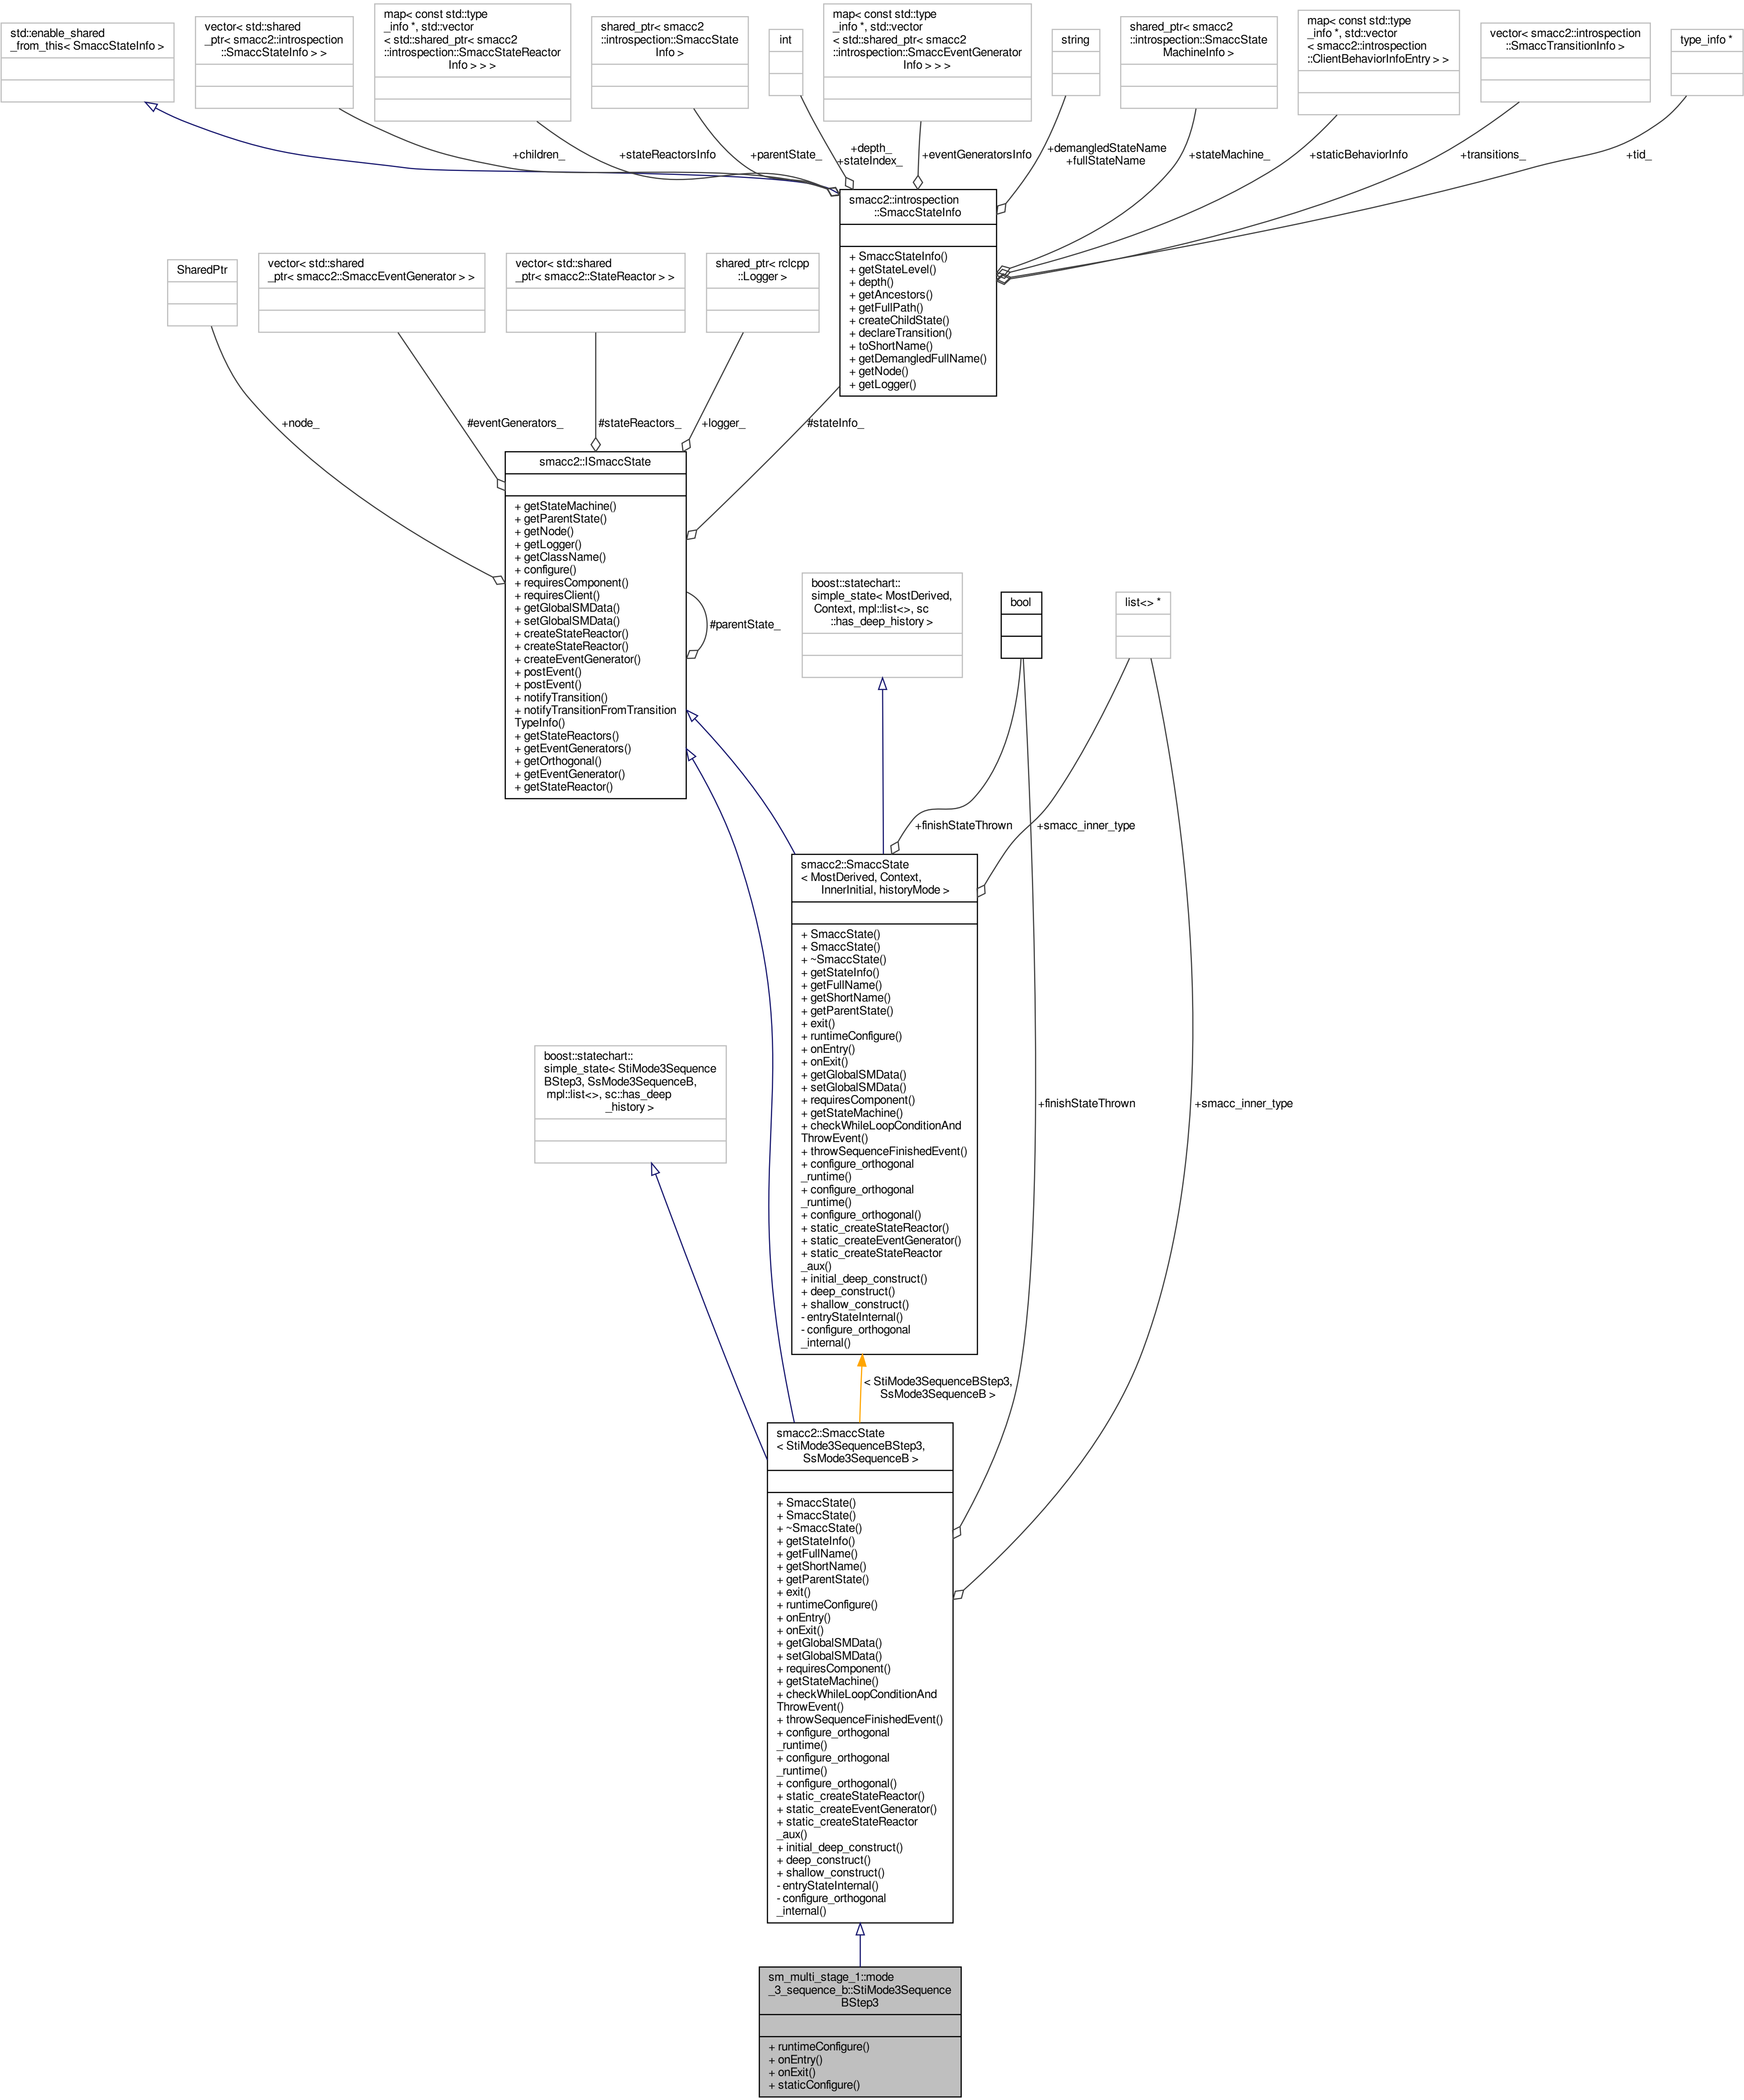 std::enable_shared
_from_this< SmaccStateInfo >
vector< std::shared
_ptr< smacc2::introspection
::SmaccStateInfo > >
map< const std::type
_info *, std::vector
< std::shared_ptr< smacc2
::introspection::SmaccStateReactor
Info > > >
shared_ptr< smacc2
::introspection::SmaccState
Info >
int
map< const std::type
_info *, std::vector
< std::shared_ptr< smacc2
::introspection::SmaccEventGenerator
Info > > >
string
shared_ptr< smacc2
::introspection::SmaccState
MachineInfo >
map< const std::type
_info *, std::vector
< smacc2::introspection
::ClientBehaviorInfoEntry > >
vector< smacc2::introspection
::SmaccTransitionInfo >
type_info *
+children_
+stateReactorsInfo
+parentState_
+depth_
+stateIndex_
+eventGeneratorsInfo
+demangledStateName
+fullStateName
+stateMachine_
+staticBehaviorInfo
+transitions_
+tid_
smacc2::introspection
::SmaccStateInfo
+ SmaccStateInfo()
+ getStateLevel()
+ depth()
+ getAncestors()
+ getFullPath()
+ createChildState()
+ declareTransition()
+ toShortName()
+ getDemangledFullName()
+ getNode()
+ getLogger()
SharedPtr
vector< std::shared
_ptr< smacc2::SmaccEventGenerator > >
vector< std::shared
_ptr< smacc2::StateReactor > >
shared_ptr< rclcpp
::Logger >
+node_
#eventGenerators_
#stateReactors_
+logger_
#stateInfo_
smacc2::ISmaccState
+ getStateMachine()
+ getParentState()
+ getNode()
+ getLogger()
+ getClassName()
+ configure()
+ requiresComponent()
+ requiresClient()
+ getGlobalSMData()
+ setGlobalSMData()
+ createStateReactor()
+ createStateReactor()
+ createEventGenerator()
+ postEvent()
+ postEvent()
+ notifyTransition()
+ notifyTransitionFromTransition
TypeInfo()
+ getStateReactors()
+ getEventGenerators()
+ getOrthogonal()
+ getEventGenerator()
+ getStateReactor()
#parentState_
boost::statechart::
simple_state< MostDerived,
Context, mpl::list<>, sc
::has_deep_history >
bool
list<> *
+finishStateThrown
+smacc_inner_type
smacc2::SmaccState
< MostDerived, Context,
InnerInitial, historyMode >
+ SmaccState()
+ SmaccState()
+ ~SmaccState()
+ getStateInfo()
+ getFullName()
+ getShortName()
+ getParentState()
+ exit()
+ runtimeConfigure()
+ onEntry()
+ onExit()
+ getGlobalSMData()
+ setGlobalSMData()
+ requiresComponent()
+ getStateMachine()
+ checkWhileLoopConditionAnd
ThrowEvent()
+ throwSequenceFinishedEvent()
+ configure_orthogonal
_runtime()
+ configure_orthogonal
_runtime()
+ configure_orthogonal()
+ static_createStateReactor()
+ static_createEventGenerator()
+ static_createStateReactor
_aux()
+ initial_deep_construct()
+ deep_construct()
+ shallow_construct()
- entryStateInternal()
- configure_orthogonal
_internal()
boost::statechart::
simple_state< StiMode3Sequence
BStep3, SsMode3SequenceB,
mpl::list<>, sc::has_deep
_history >
+finishStateThrown
+smacc_inner_type
< StiMode3SequenceBStep3,
SsMode3SequenceB >
smacc2::SmaccState
< StiMode3SequenceBStep3,
SsMode3SequenceB >
+ SmaccState()
+ SmaccState()
+ ~SmaccState()
+ getStateInfo()
+ getFullName()
+ getShortName()
+ getParentState()
+ exit()
+ runtimeConfigure()
+ onEntry()
+ onExit()
+ getGlobalSMData()
+ setGlobalSMData()
+ requiresComponent()
+ getStateMachine()
+ checkWhileLoopConditionAnd
ThrowEvent()
+ throwSequenceFinishedEvent()
+ configure_orthogonal
_runtime()
+ configure_orthogonal
_runtime()
+ configure_orthogonal()
+ static_createStateReactor()
+ static_createEventGenerator()
+ static_createStateReactor
_aux()
+ initial_deep_construct()
+ deep_construct()
+ shallow_construct()
- entryStateInternal()
- configure_orthogonal
_internal()
sm_multi_stage_1::mode
_3_sequence_b::StiMode3Sequence
BStep3
+ runtimeConfigure()
+ onEntry()
+ onExit()
+ staticConfigure()